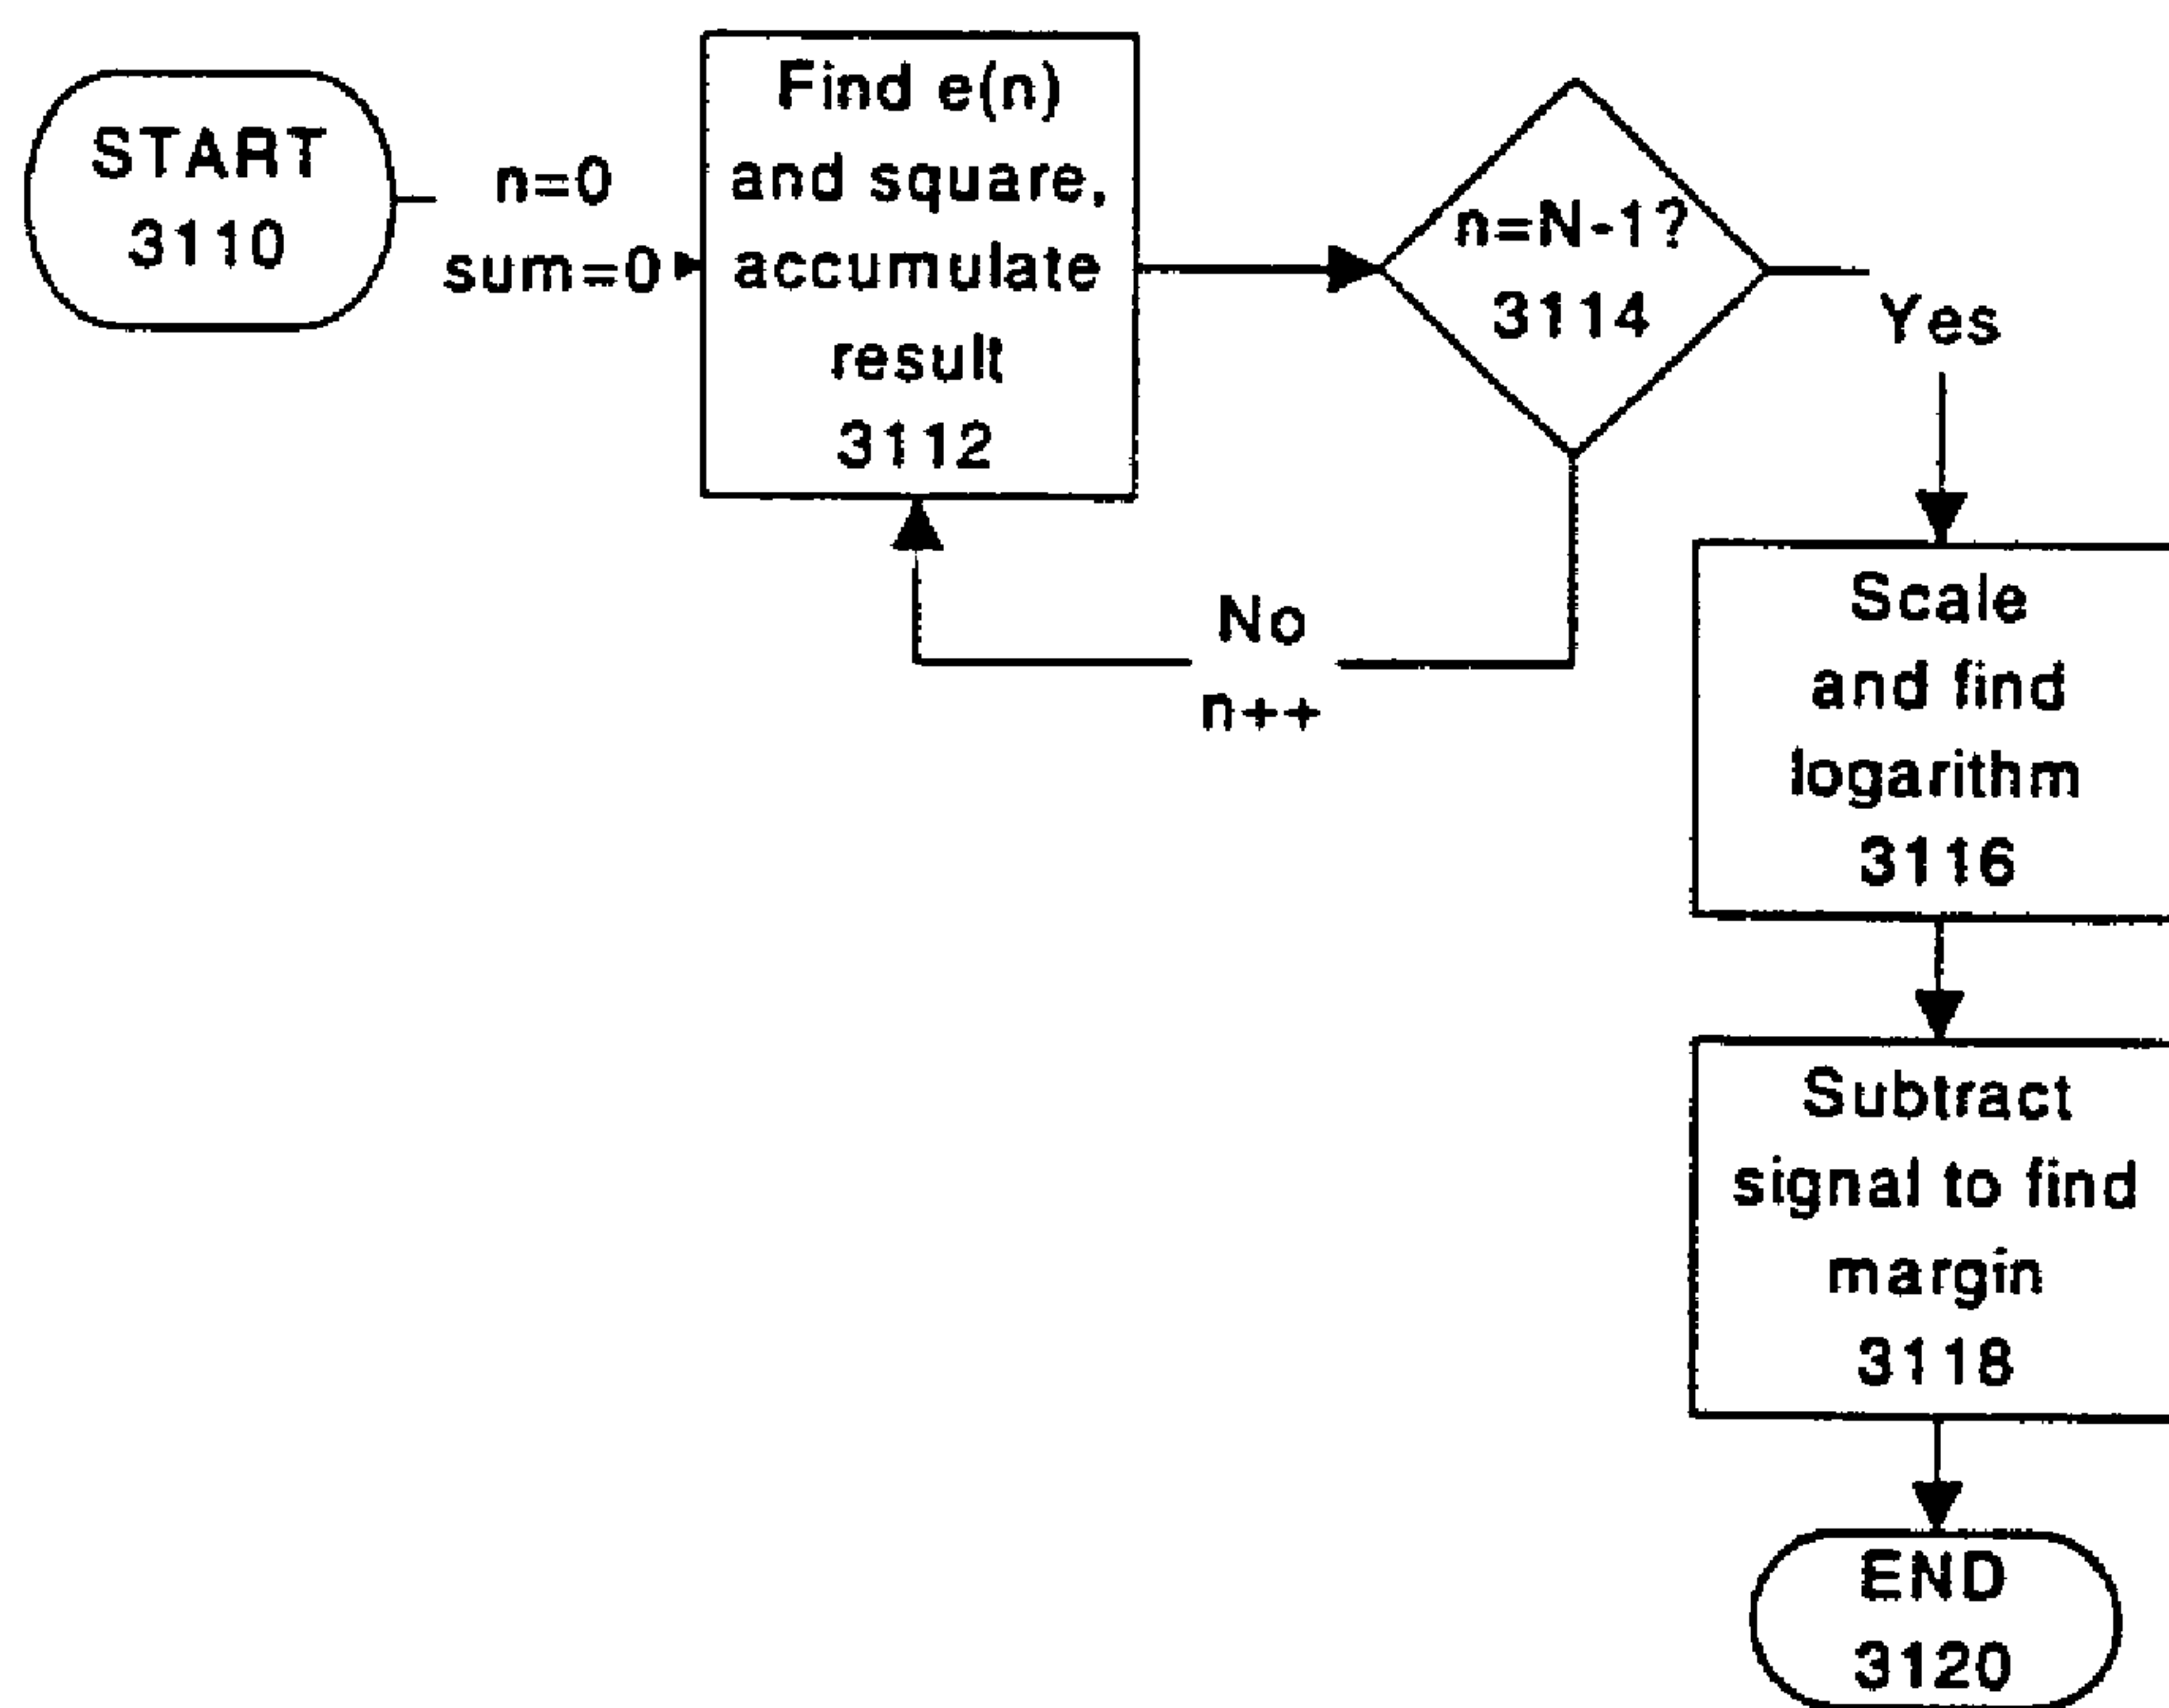 START
3110
n=0
sum=0
Find e(n)
and square,
accumulate
result
3112
n=N-1?
3114
Yes
No
n++
Scale
and find
logarithm
3116
Subtract
signal to find
margin
3118
END
3120